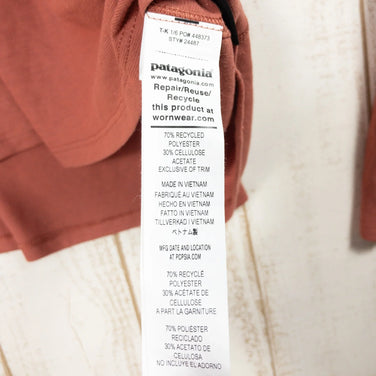 T-K 1/6 PO# 448373
STY# 24487
patagonia
www.patagonia.com
Repair/Reuse/
Recycle
this product at
wornwear.com
70% RECYCLED
POLYESTER
30% CELLULOSE
ACETATE
EXCLUSIVE OF TRIM
MADE IN VIETNAM
FABRIQUÉ AU VIETNAM
HECHO EN VIETNAM
FATTO IN VIETNAM
TILLVERKAD I VIETNAM
ベトナム製
MFG DATE AND LOCATION
AT PCPSIA.COM
70% RECYCLÉ
POLYESTER
30% ACÉTATE DE
CELLULOSE
À PART LA GARNITURE
70% POLIÉSTER
RECICLADO
30% ACETATO DE
CELULOSA
NO INCLUYE EL ADORNO